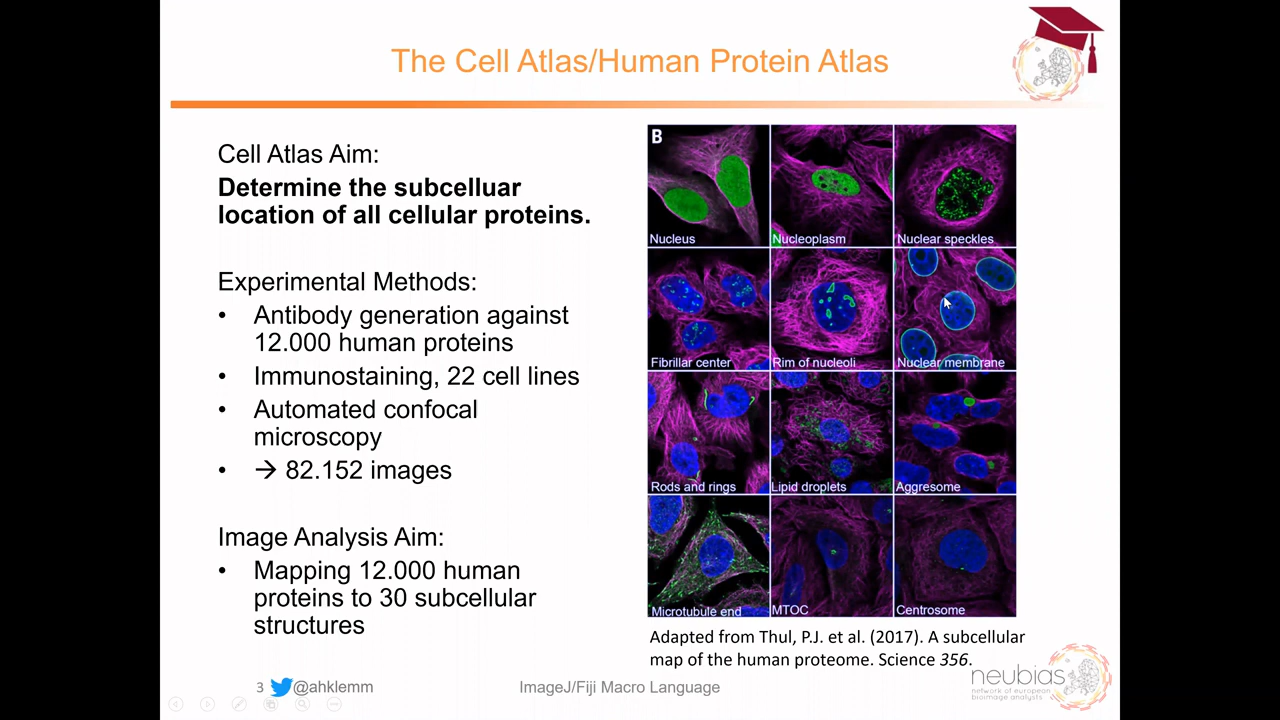 The Cell Atlas/Human Protein Atlas
Cell Atlas Aim:
Determine the subcelluar
location of all cellular proteins.
Experimental Methods:
• Antibody generation against
12.000 human proteins
• Immunostaining, 22 cell lines
• Automated confocal
microscopy
• → 82.152 images
Image Analysis Aim:
• Mapping 12.000 human
proteins to 30 subcellular
structures
B
Nucleus
Nucleoplasm
Nuclear speckles
Fibrillar center
Rim of nucleoli
Nuclear membrane
Rods and rings
Lipid droplets
Aggresome
Microtubule end
MTOC
Centrosome
Adapted from Thul, P.J. et al. (2017). A subcellular
map of the human proteome. Science 356.
3
@ahklemm
ImageJ/Fiji Macro Language
neubias
network of european
bioimage analysts